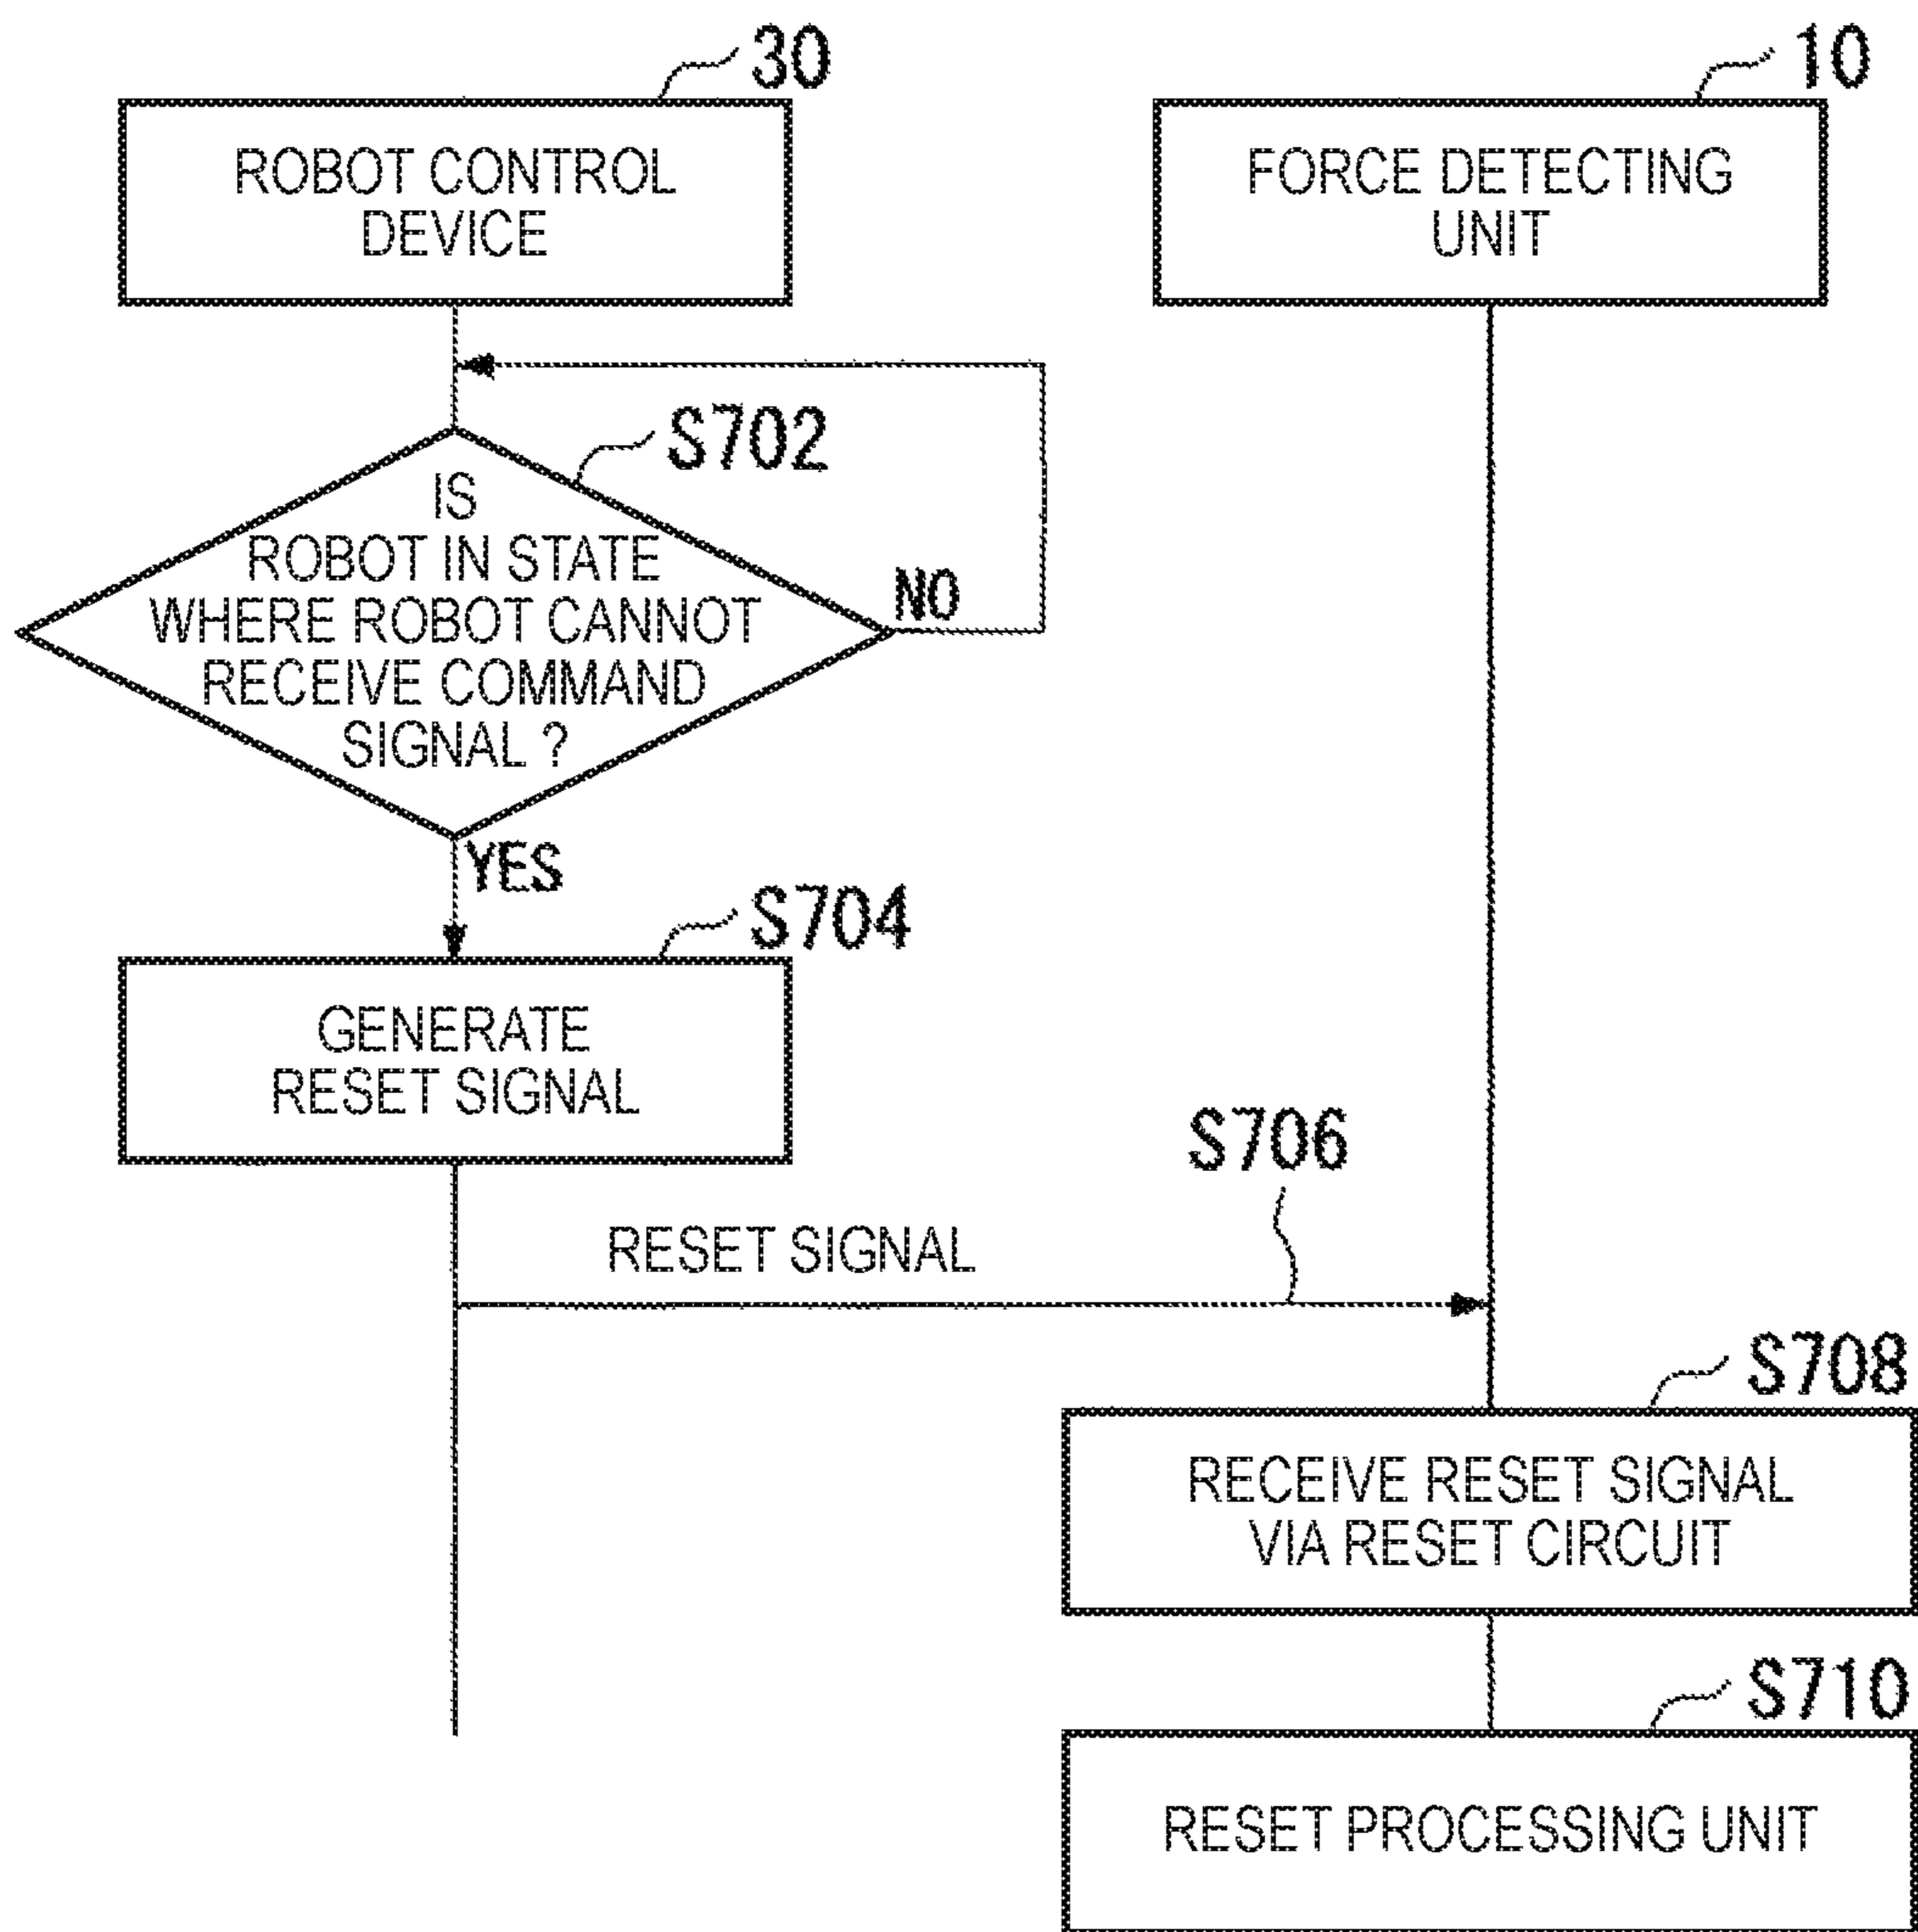 30
10
ROBOT CONTROL
DEVICE
FORCE DETECTING
UNIT
S702
IS
ROBOT IN STATE
WHERE ROBOT CANNOT
RECEIVE COMMAND
SIGNAL ?
NO
YES
S704
GENERATE
RESET SIGNAL
S706
RESET SIGNAL
S708
RECEIVE RESET SIGNAL
VIA RESET CIRCUIT
S710
RESET PROCESSING UNIT